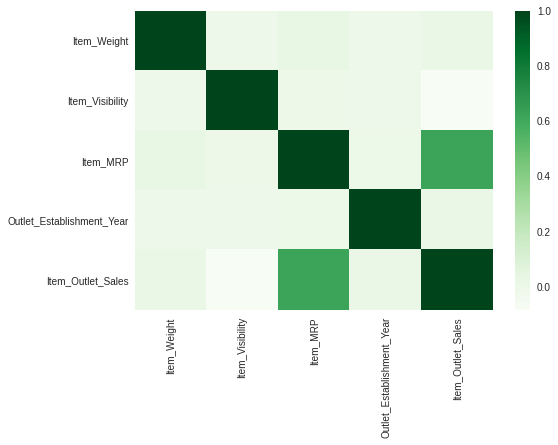 Item_Weight
Item_Visibility
Item_MRP
Outlet_Establishment_Year
Item_Outlet_Sales
Item_Weight
Item_Visibility
Item_MRP
Outlet_Establishment_Year
Item_Outlet_Sales
1.0
0.8
0.6
0.4
0.2
0.0